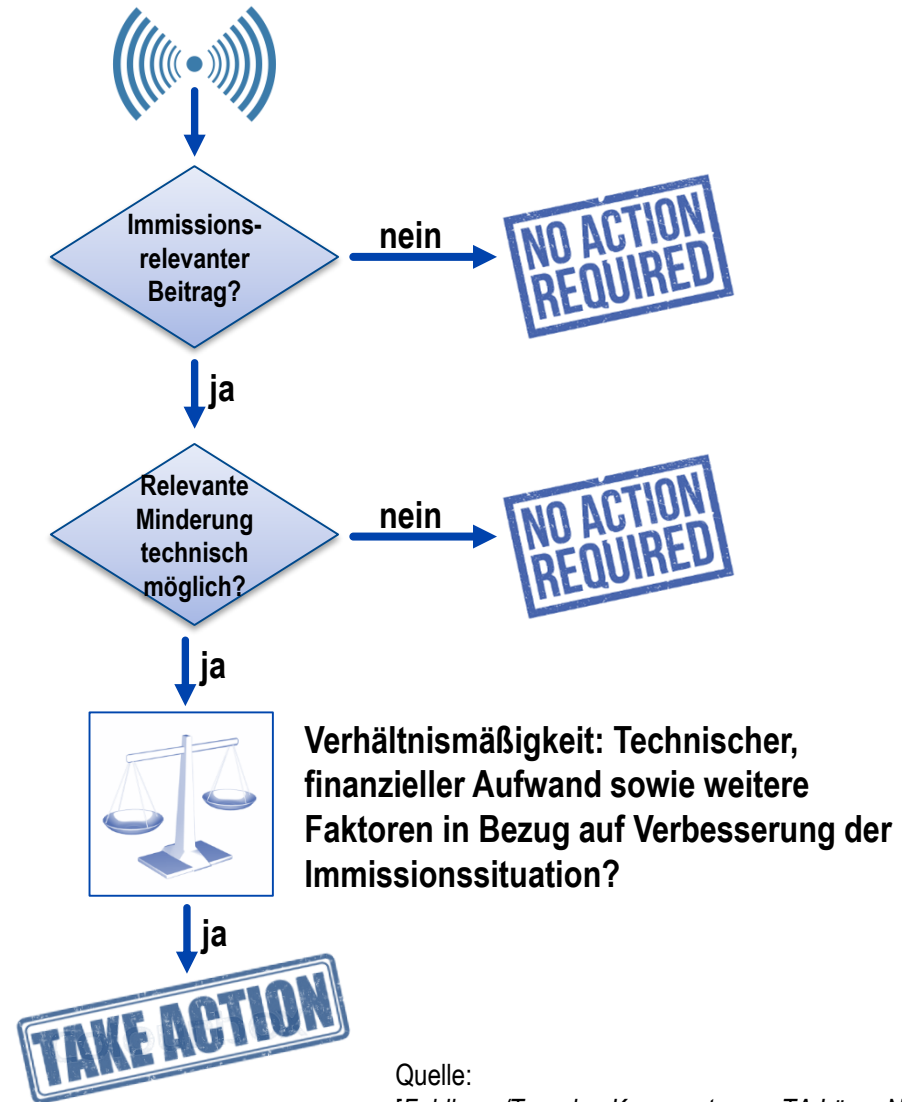 Immissions-
relevanter
Beitrag?
nein
NO ACTION
REQUIRED
ja
Relevante
Minderung
technisch
möglich?
nein
NO ACTION
REQUIRED
ja
Verhältnismäßigkeit: Technischer,
finanzieller Aufwand sowie weitere
Faktoren in Bezug auf Verbesserung der
Immissionssituation?
ja
TAKE ACTION
Quelle: